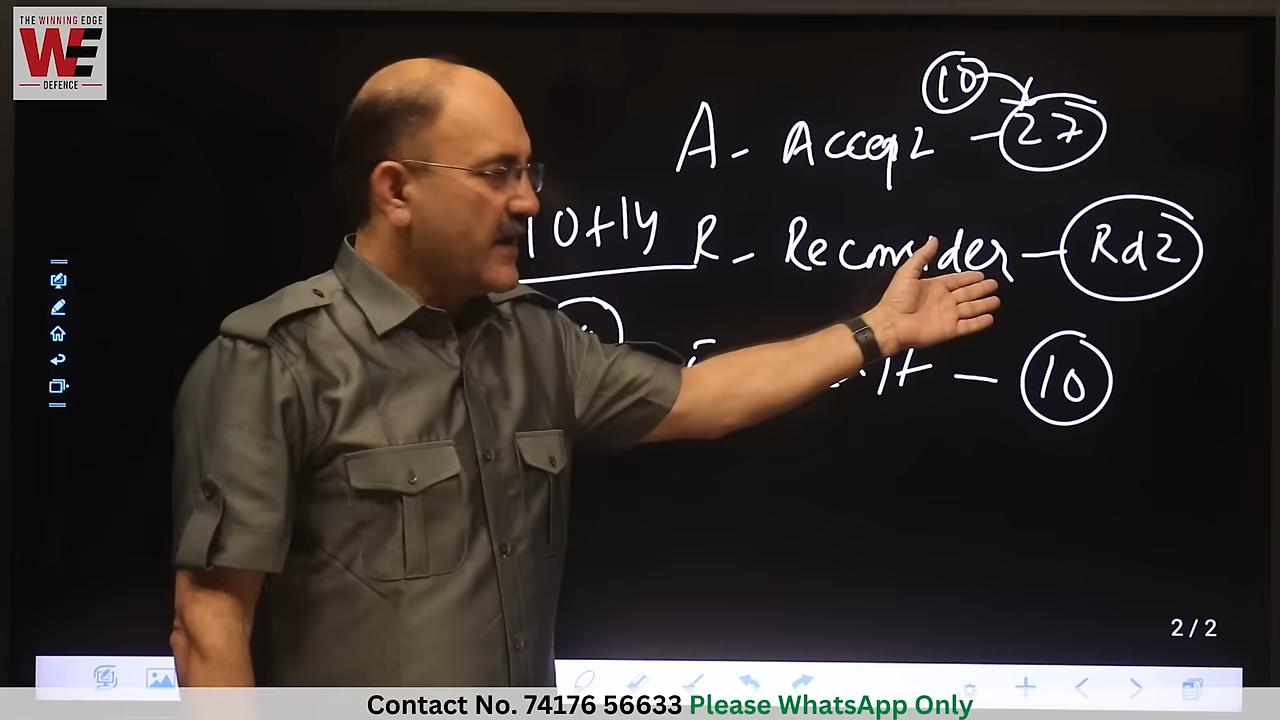 THE WINNING EDGE
WE
DEFENCE
10
A - Accept - 27
10+14 R - Reconsider - Rd2
- 10
2/2
Contact No. 74176 56633 Please WhatsApp Only